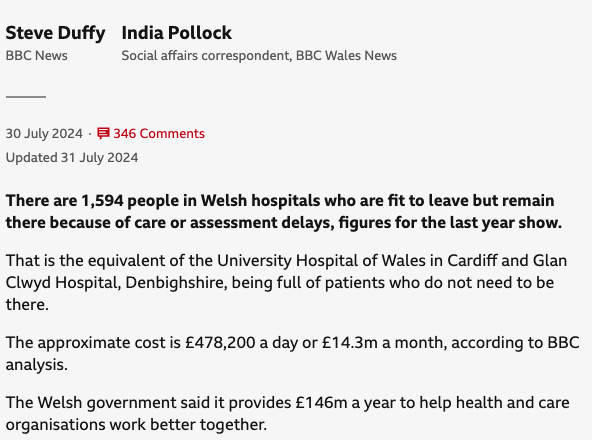 Steve Duffy India Pollock
BBC News Social affairs correspondent, BBC Wales News
30 July 2024 · 346 Comments
Updated 31 July 2024
There are 1,594 people in Welsh hospitals who are fit to leave but remain
there because of care or assessment delays, figures for the last year show.
That is the equivalent of the University Hospital of Wales in Cardiff and Glan
Clwyd Hospital, Denbighshire, being full of patients who do not need to be
there.
The approximate cost is £478,200 a day or £14.3m a month, according to BBC
analysis.
The Welsh government said it provides £146m a year to help health and care
organisations work better together.